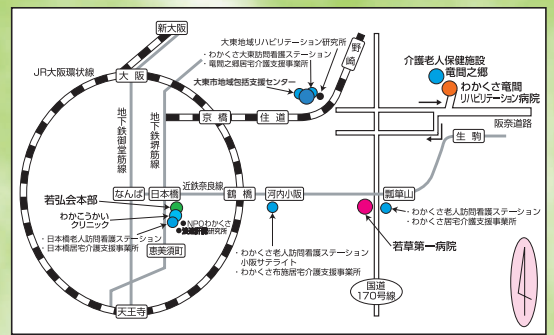 新大阪
JR大阪環状線
大阪
地下鉄御堂筋線
地下鉄堺筋線
大東地域リハビリテーション研究所
・わかくさ大東訪問看護ステーション
・竜間之郷居宅介護支援事業所
大東市地域包括支援センター
野崎
介護老人保健施設
竜間之郷
わかくさ竜間
リハビリテーション病院
京橋
住道
阪奈道路
生駒
近鉄奈良線
なんば
日本橋
鶴橋
河内小阪
瓢箪山
若弘会本部
わかこうかい
クリニック
NPOわかくさ
・日本橋老人訪問看護ステーション
・日本橋居宅介護支援事業所
恵美須町
・わかくさ老人訪問看護ステーション
小阪サテライト
・わかくさ布施居宅介護支援事業所
・わかくさ老人訪問看護ステーション
・わかくさ居宅介護支援事業所
若草第一病院
国道
170号線
天王寺